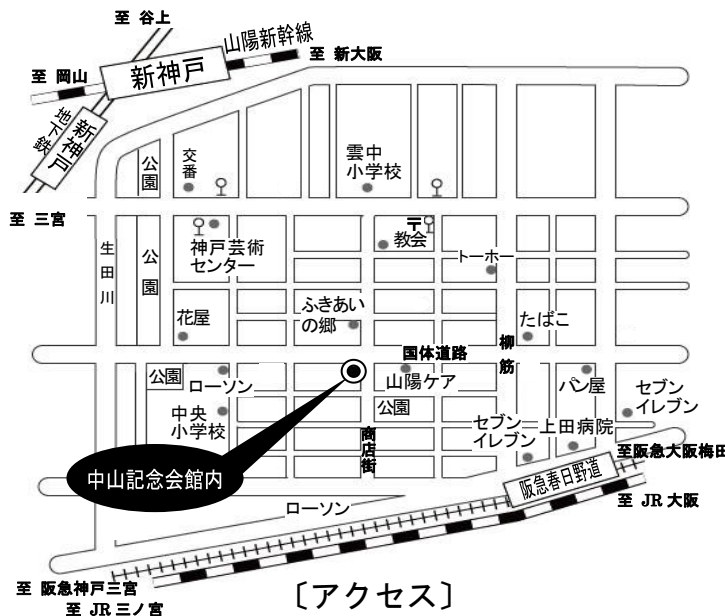 至 谷上
山陽新幹線
至 新大阪
至 岡山
新神戸
地下鉄
新神戸
公園
交番
雲中
小学校
至 三宮
生田川
公園
神戸芸術
センター
〒
教会
トーホー
花屋
ふきあい
の郷
柳筋
たばこ
国体道路
公園
ローソン
山陽ケア
パン屋
セブン
イレブン
中央
小学校
公園
商店街
セブン
イレブン
上田病院
至阪急大阪梅田
中山記念会館内
阪急春日野道
至 JR 大阪
ローソン
至 阪急神戸三宮
至 JR 三ノ宮
〔アクセス〕